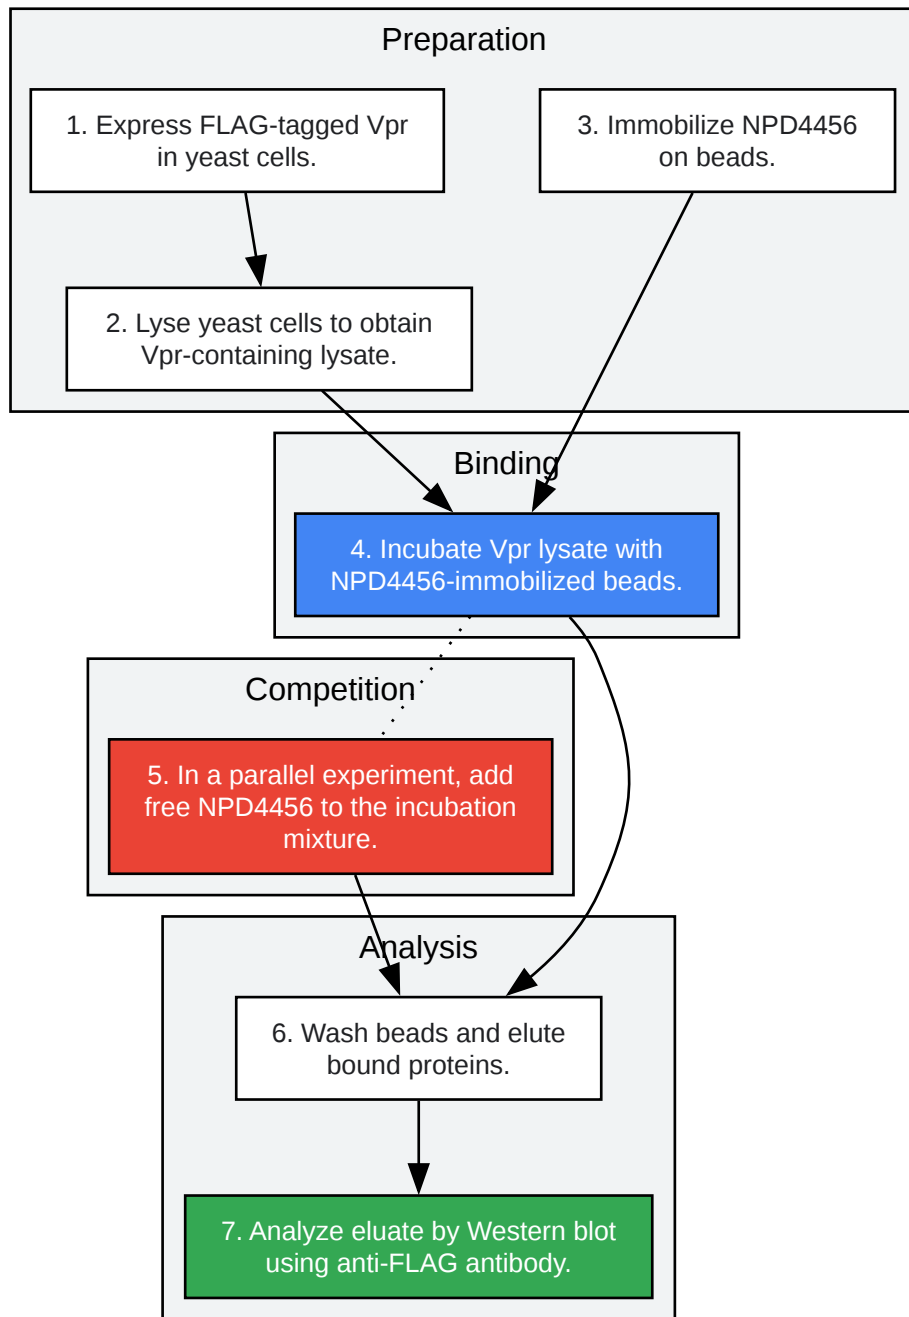 Preparation
1. Express FLAG-tagged Vpr
in yeast cells.
3. Immobilize NPD4456
on beads.
2. Lyse yeast cells to obtain
Vpr-containing lysate.
Binding
4. Incubate Vpr lysate with
NPD4456-immobilized beads.
Competition
5. In a parallel experiment, add
free NPD4456 to the incubation
mixture.
Analysis
6. Wash beads and elute
bound proteins.
7. Analyze eluate by Western blot
using anti-FLAG antibody.